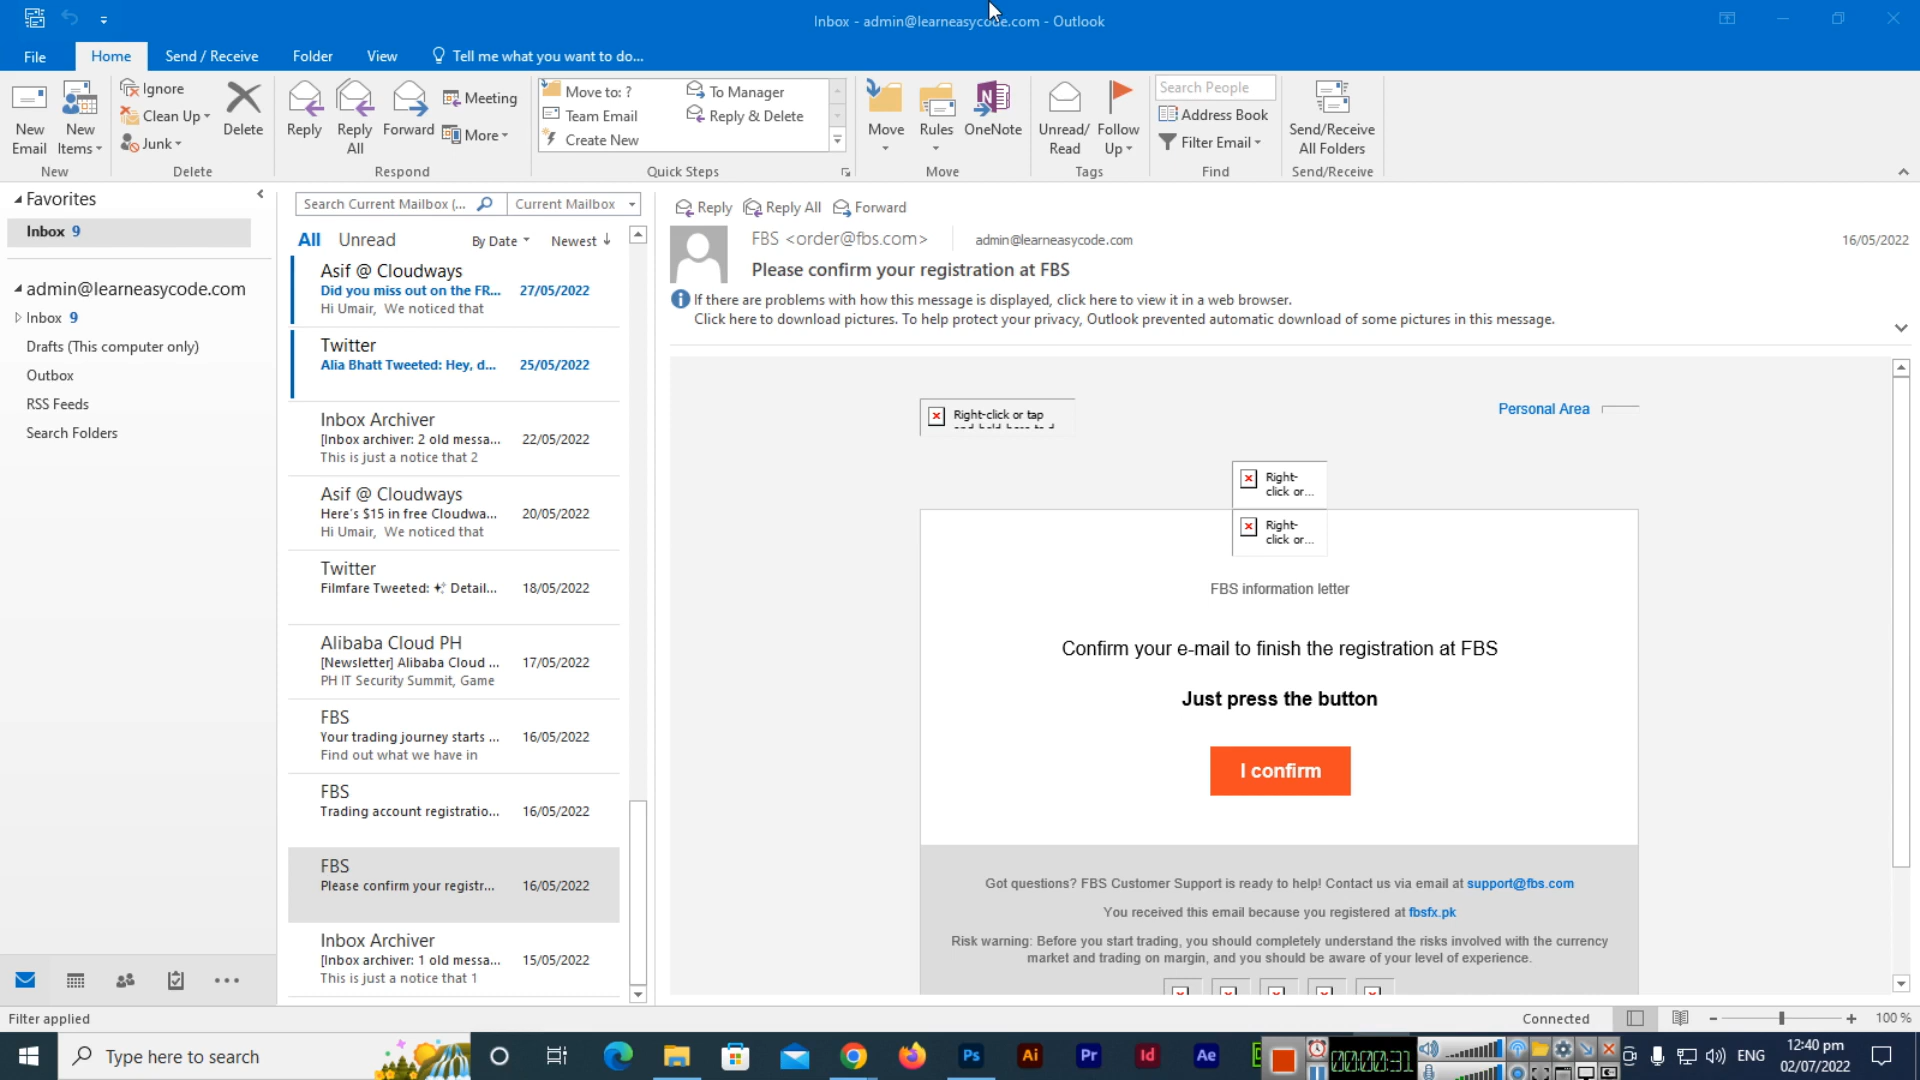 Inbox - admin@learneasycode.com - Outlook
File
Home
Send / Receive
Folder
View
Tell me what you want to do...
New Email
New Items
New
Ignore
Clean Up
Junk
Delete
Delete
Reply
Reply All
Forward
Meeting
More
Respond
Move to: ?
Team Email
Create New
To Manager
Reply & Delete
Quick Steps
Move
Rules
OneNote
Move
Unread/ Read
Follow Up
Tags
Search People
Address Book
Filter Email
Find
Send/Receive All Folders
Send/Receive
Favorites
Inbox 9
admin@learneasycode.com
Inbox 9
Drafts (This computer only)
Outbox
RSS Feeds
Search Folders
Search Current Mailbox (...
Current Mailbox
All Unread
By Date Newest
Asif @ Cloudways
Did you miss out on the FR... 27/05/2022
Hi Umair, We noticed that
Twitter
Alia Bhatt Tweeted: Hey, d... 25/05/2022
Inbox Archiver
[Inbox archiver: 2 old messa... 22/05/2022
This is just a notice that 2
Asif @ Cloudways
Here's $15 in free Cloudwa... 20/05/2022
Hi Umair, We noticed that
Twitter
Filmfare Tweeted: ✨ Detail... 18/05/2022
Alibaba Cloud PH
[Newsletter] Alibaba Cloud ... 17/05/2022
PH IT Security Summit, Game
FBS
Your trading journey starts ... 16/05/2022
Find out what we have in
FBS
Trading account registratio... 16/05/2022
FBS
Please confirm your registr... 16/05/2022
Inbox Archiver
[Inbox archiver: 1 old messa... 15/05/2022
This is just a notice that 1
Reply Reply All Forward
FBS <order@fbs.com> admin@learneasycode.com 16/05/2022
Please confirm your registration at FBS
If there are problems with how this message is displayed, click here to view it in a web browser.
Click here to download pictures. To help protect your privacy, Outlook prevented automatic download of some pictures in this message.
Right-click or tap
Personal Area
Right-
click or...
Right-
click or...
FBS information letter
Confirm your e-mail to finish the registration at FBS
Just press the button
I confirm
Got questions? FBS Customer Support is ready to help! Contact us via email at support@fbs.com
You received this email because you registered at fbsfx.pk
Risk warning: Before you start trading, you should completely understand the risks involved with the currency
market and trading on margin, and you should be aware of your level of experience.
Filter applied
Connected
100 %
Type here to search
Ps
Ai
Pr
Id
Ae
00:00:31
ENG
12:40 pm
02/07/2022